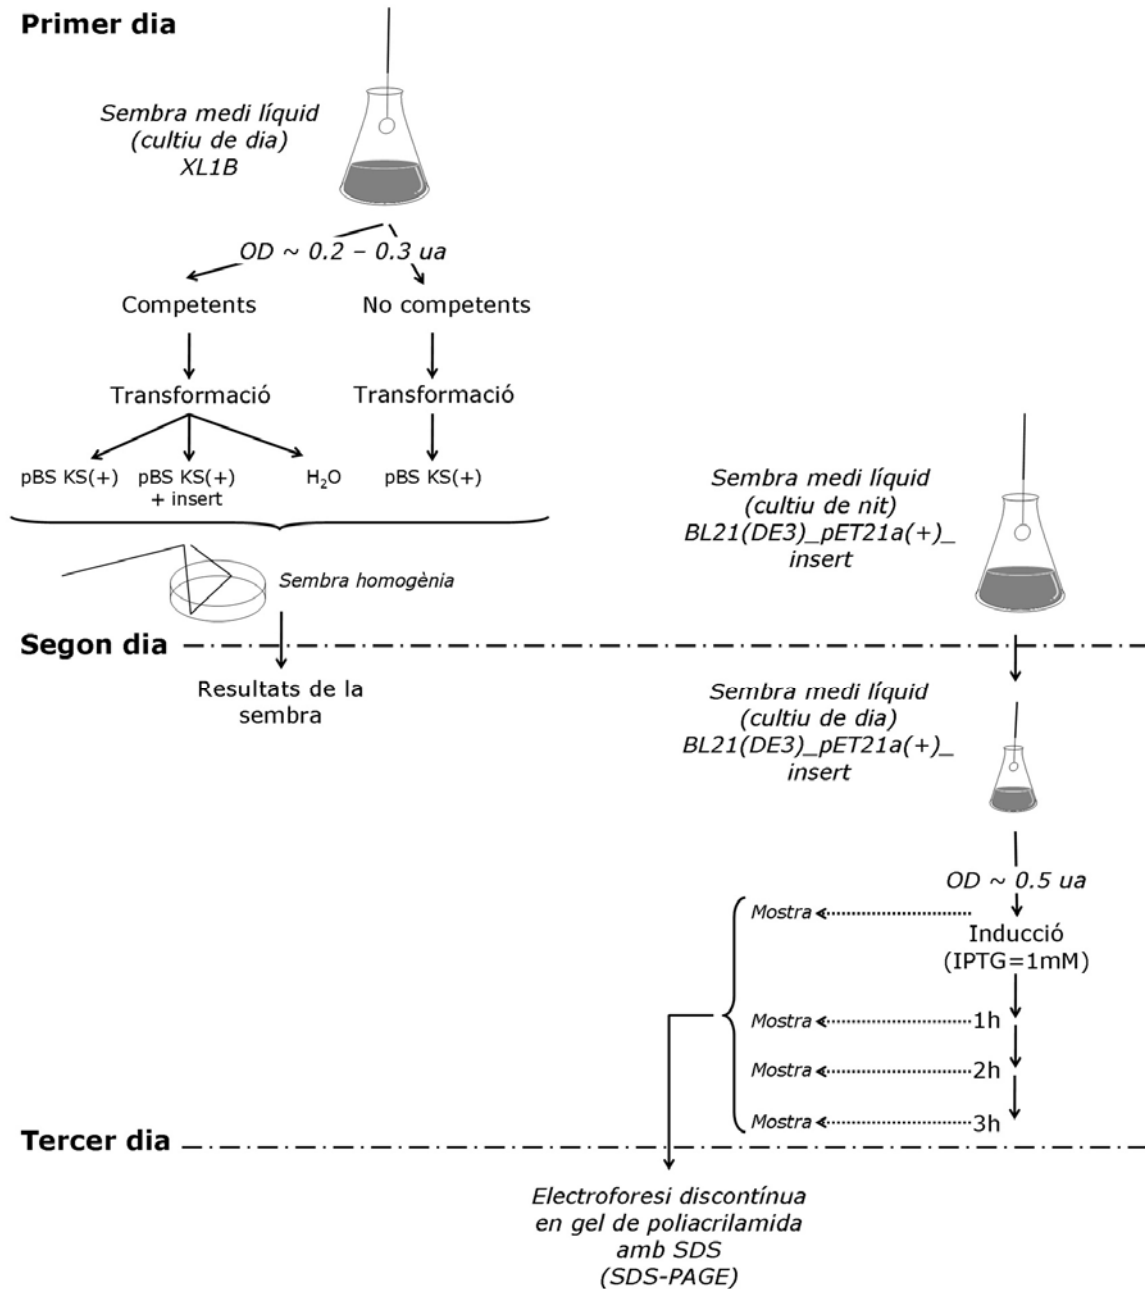 Primer dia
Sembra medi líquid
(cultiu de dia)
XL1B
OD ~ 0.2 – 0.3 ua
Competents
No competents
Transformació
Transformació
pBS KS(+)
pBS KS(+)
+ insert
H₂O
pBS KS(+)
Sembra homogènia
Sembra medi líquid
(cultiu de nit)
BL21(DE3)_pET21a(+)_
insert
Segon dia
Resultats de la
sembra
Sembra medi líquid
(cultiu de dia)
BL21(DE3)_pET21a(+)_
insert
OD ~ 0.5 ua
Mostra
Inducció
(IPTG=1mM)
Mostra
1h
Mostra
2h
Mostra
3h
Tercer dia
Electroforesi discontínua
en gel de poliacrilamida
amb SDS
(SDS-PAGE)